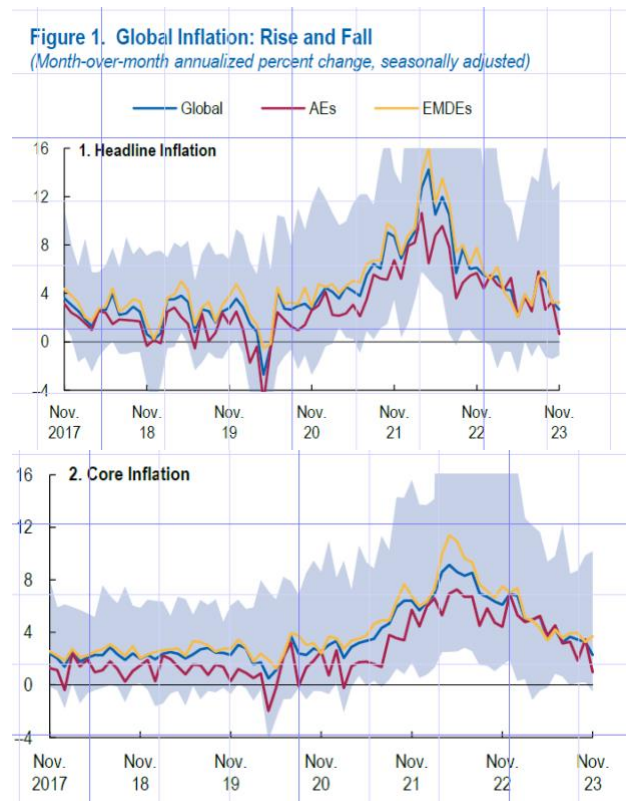 Figure 1. Global Inflation: Rise and Fall
(Month-over-month annualized percent change, seasonally adjusted)
Global AEs EMDEs
1. Headline Inflation
16
12
8
4
0
–4
Nov. Nov. Nov. Nov. Nov. Nov. Nov.
2017 18 19 20 21 22 23
2. Core Inflation
16
12
8
4
0
–4
Nov. Nov. Nov. Nov. Nov. Nov. Nov.
2017 18 19 20 21 22 23